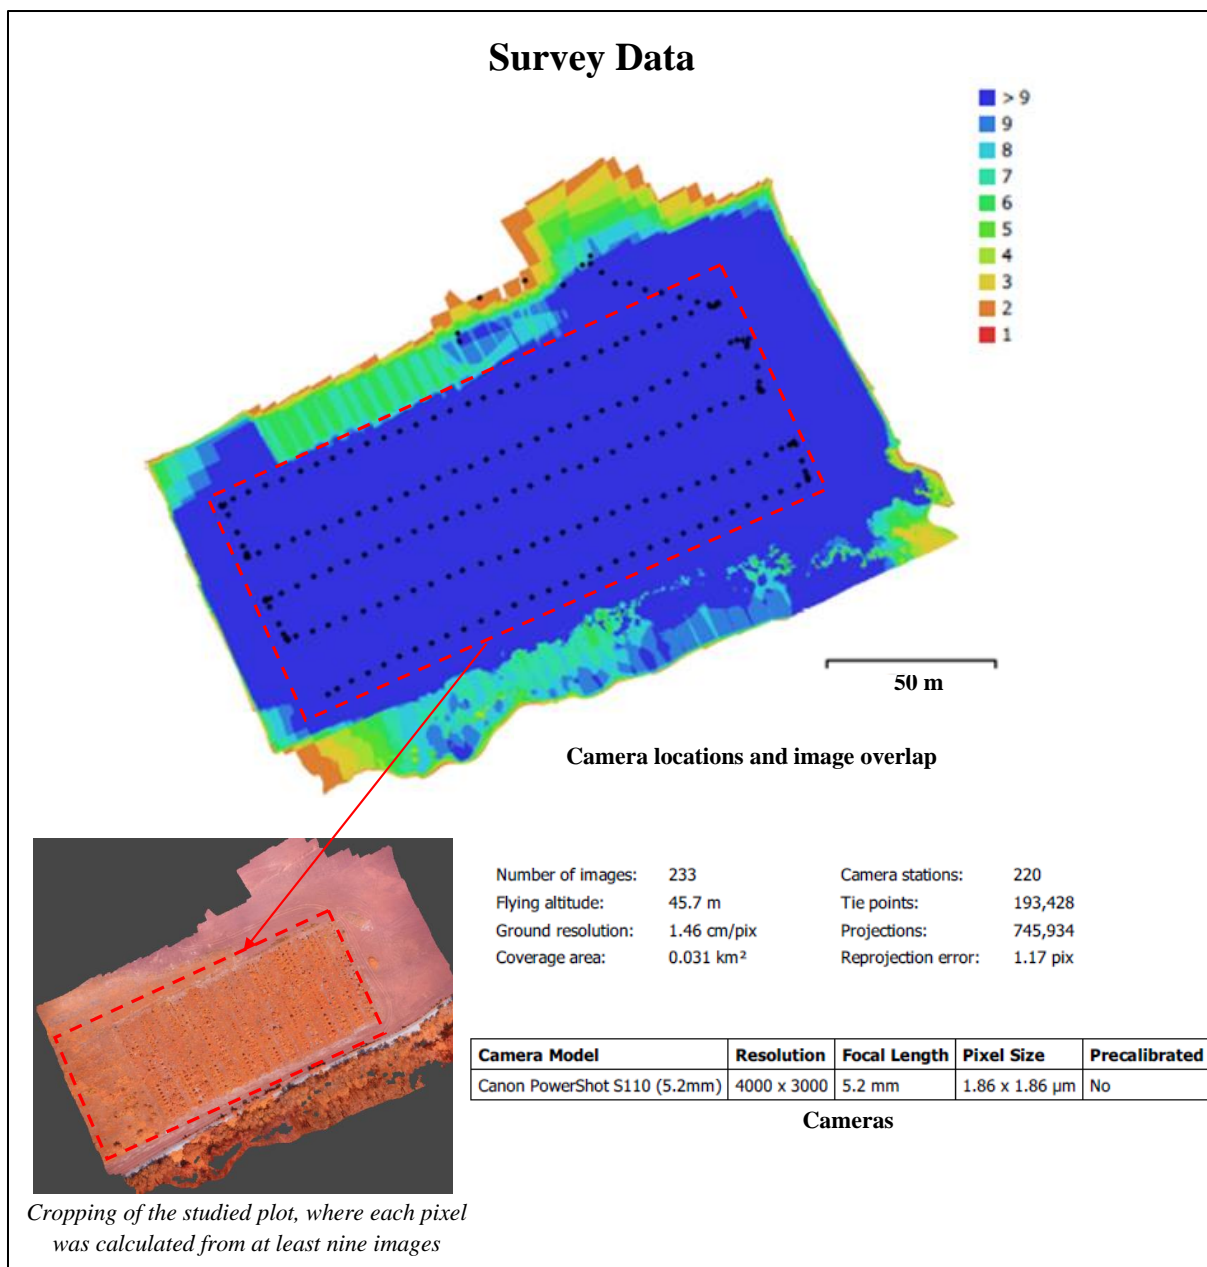 Survey Data
> 9
9
8
7
6
5
4
3
2
1
50 m
Camera locations and image overlap
Number of images: 233 Camera stations: 220
Flying altitude: 45.7 m Tie points: 193,428
Ground resolution: 1.46 cm/pix Projections: 745,934
Coverage area: 0.031 km² Reprojection error: 1.17 pix
Camera Model Resolution Focal Length Pixel Size Precalibrated
Canon PowerShot S110 (5.2mm) 4000 x 3000 5.2 mm 1.86 x 1.86 µm No
Cameras
Cropping of the studied plot, where each pixel
was calculated from at least nine images